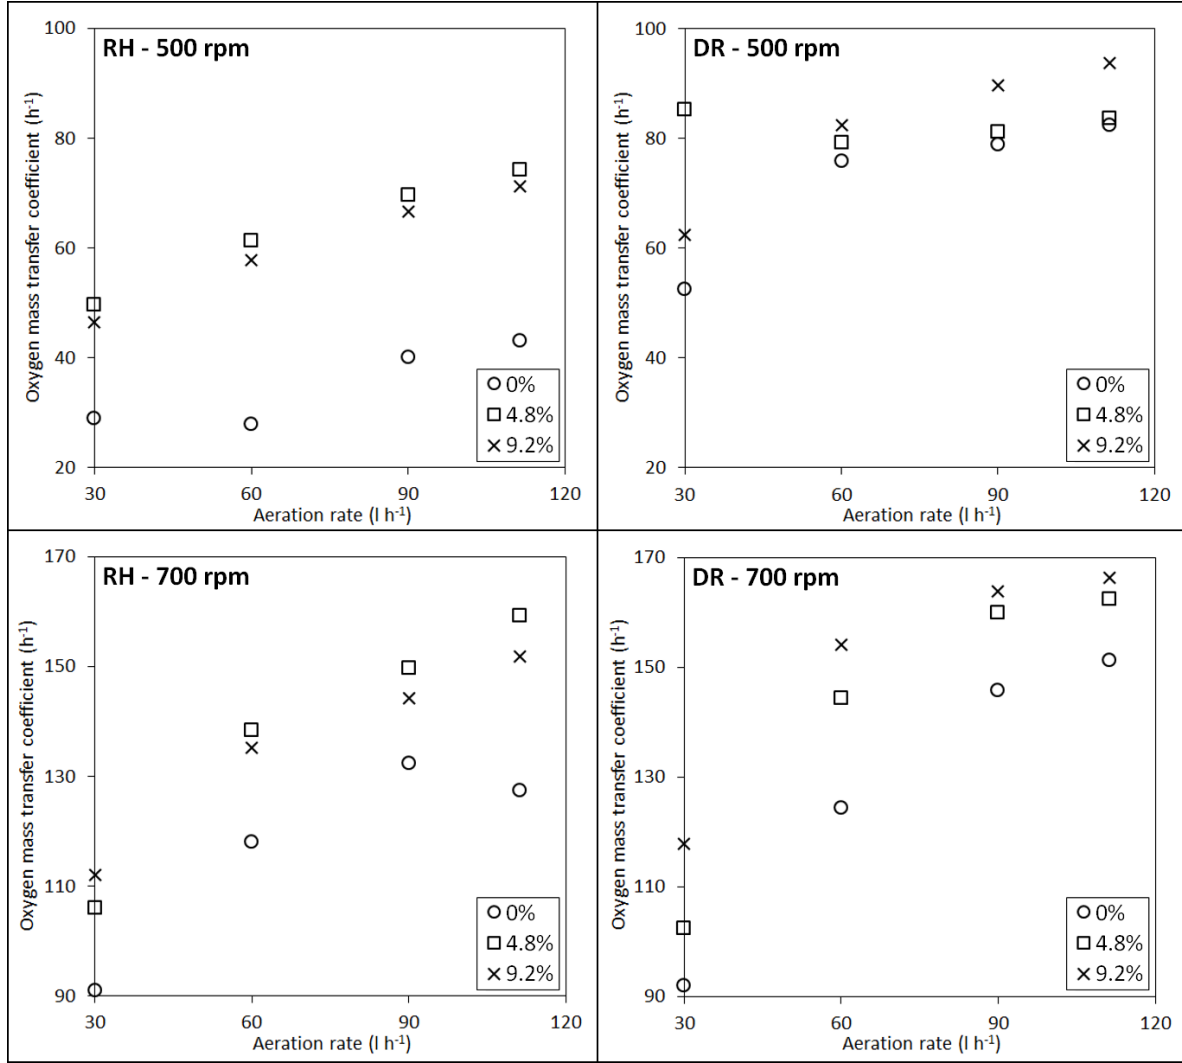 RH - 500 rpm
Oxygen mass transfer coefficient (h⁻¹)
100
80
60
40
20
30 60 90 120
Aeration rate (l h⁻¹)
0%
4.8%
9.2%
DR - 500 rpm
Oxygen mass transfer coefficient (h⁻¹)
100
80
60
40
20
30 60 90 120
Aeration rate (l h⁻¹)
0%
4.8%
9.2%
RH - 700 rpm
Oxygen mass transfer coefficient (h⁻¹)
170
150
130
110
90
30 60 90 120
Aeration rate (l h⁻¹)
0%
4.8%
9.2%
DR - 700 rpm
Oxygen mass transfer coefficient (h⁻¹)
170
150
130
110
90
30 60 90 120
Aeration rate (l h⁻¹)
0%
4.8%
9.2%